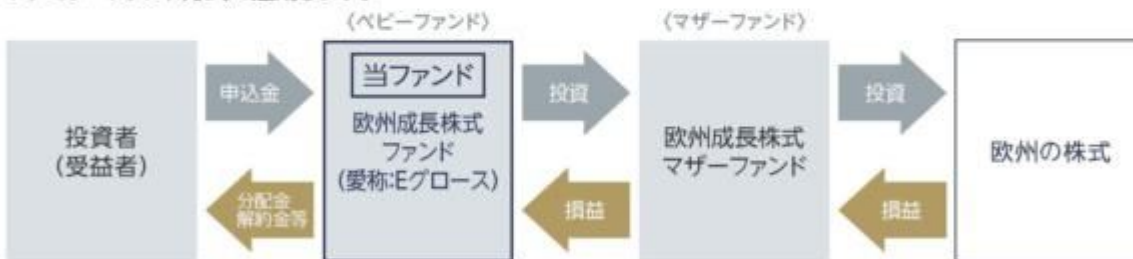 〈ベビーファンド〉
〈マザーファンド〉
投資者
(受益者)
申込金
分配金
解約金等
当ファンド
欧州成長株式
ファンド
(愛称:Eグロース)
投資
損益
欧州成長株式
マザーファンド
投資
損益
欧州の株式